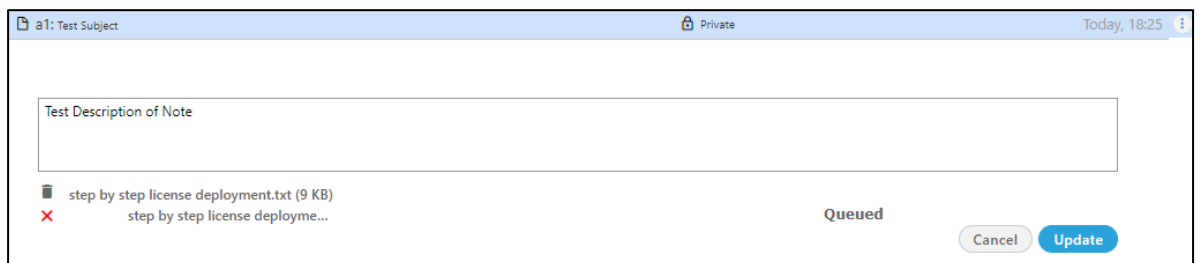 a1: Test Subject Private Today, 18:25
Test Description of Note
step by step license deployment.txt (9 KB)
step by step license deployme... Queued
Cancel Update